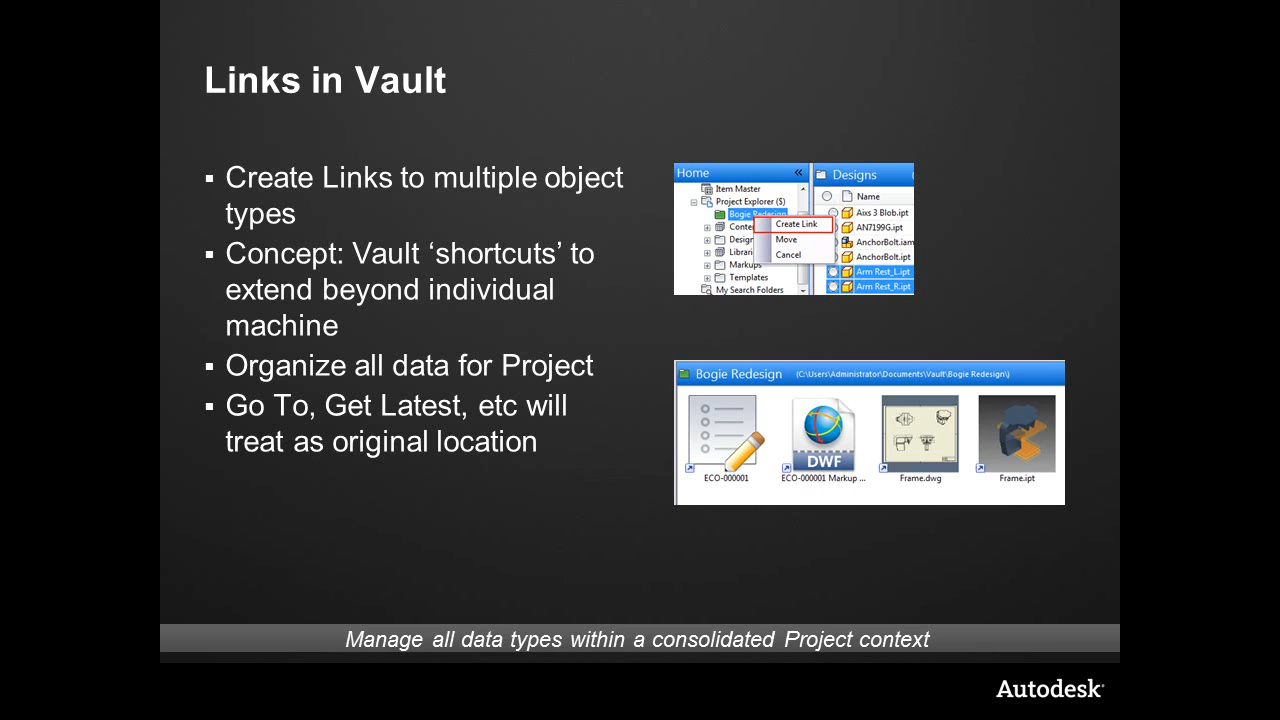 Links in Vault
Create Links to multiple object
types
Concept: Vault ‘shortcuts’ to
extend beyond individual
machine
Organize all data for Project
Go To, Get Latest, etc will
treat as original location
Home «
Item Master
Project Explorer ($)
Bogie Redesign
Create Link
Move
Cancel
Markups
Templates
My Search Folders
Designs
Name
Aixs 3 Blob.ipt
AN7199G.ipt
AnchorBolt.iam
AnchorBolt.ipt
Arm Rest_L.ipt
Arm Rest_R.ipt
Bogie Redesign (C:\Users\Administrator\Documents\Vault\Bogie Redesign\)
DWF
ECO-000001 ECO-000001 Markup ... Frame.dwg Frame.ipt
Manage all data types within a consolidated Project context
Autodesk